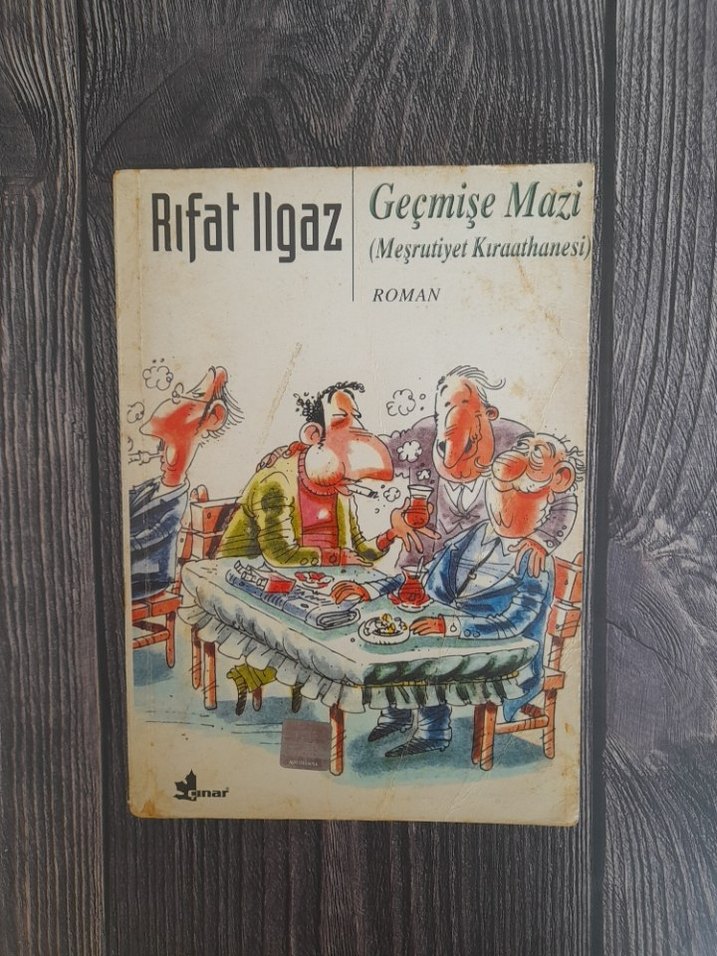 Rıfat Ilgaz
Geçmişe Mazi
(Meşrutiyet Kıraathanesi)
ROMAN
çınar